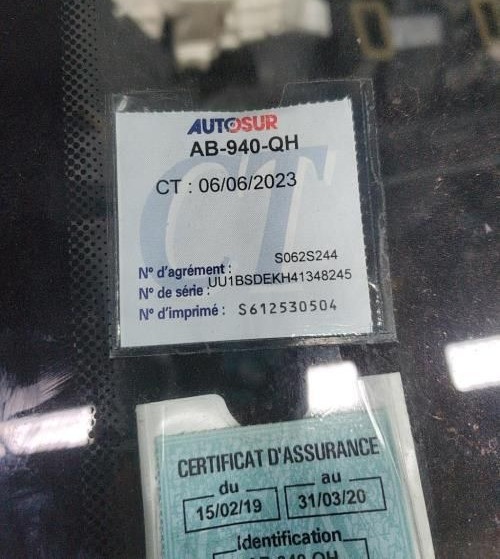 AUTOSUR
AB-940-QH
CT : 06/06/2023
CT
N° d'agrément : S062S244
N° de série : UU1BSDEKH41348245
N° d'imprimé : S612530504
CERTIFICAT D'ASSURANCE
du au
15/02/19 31/03/20
Identification